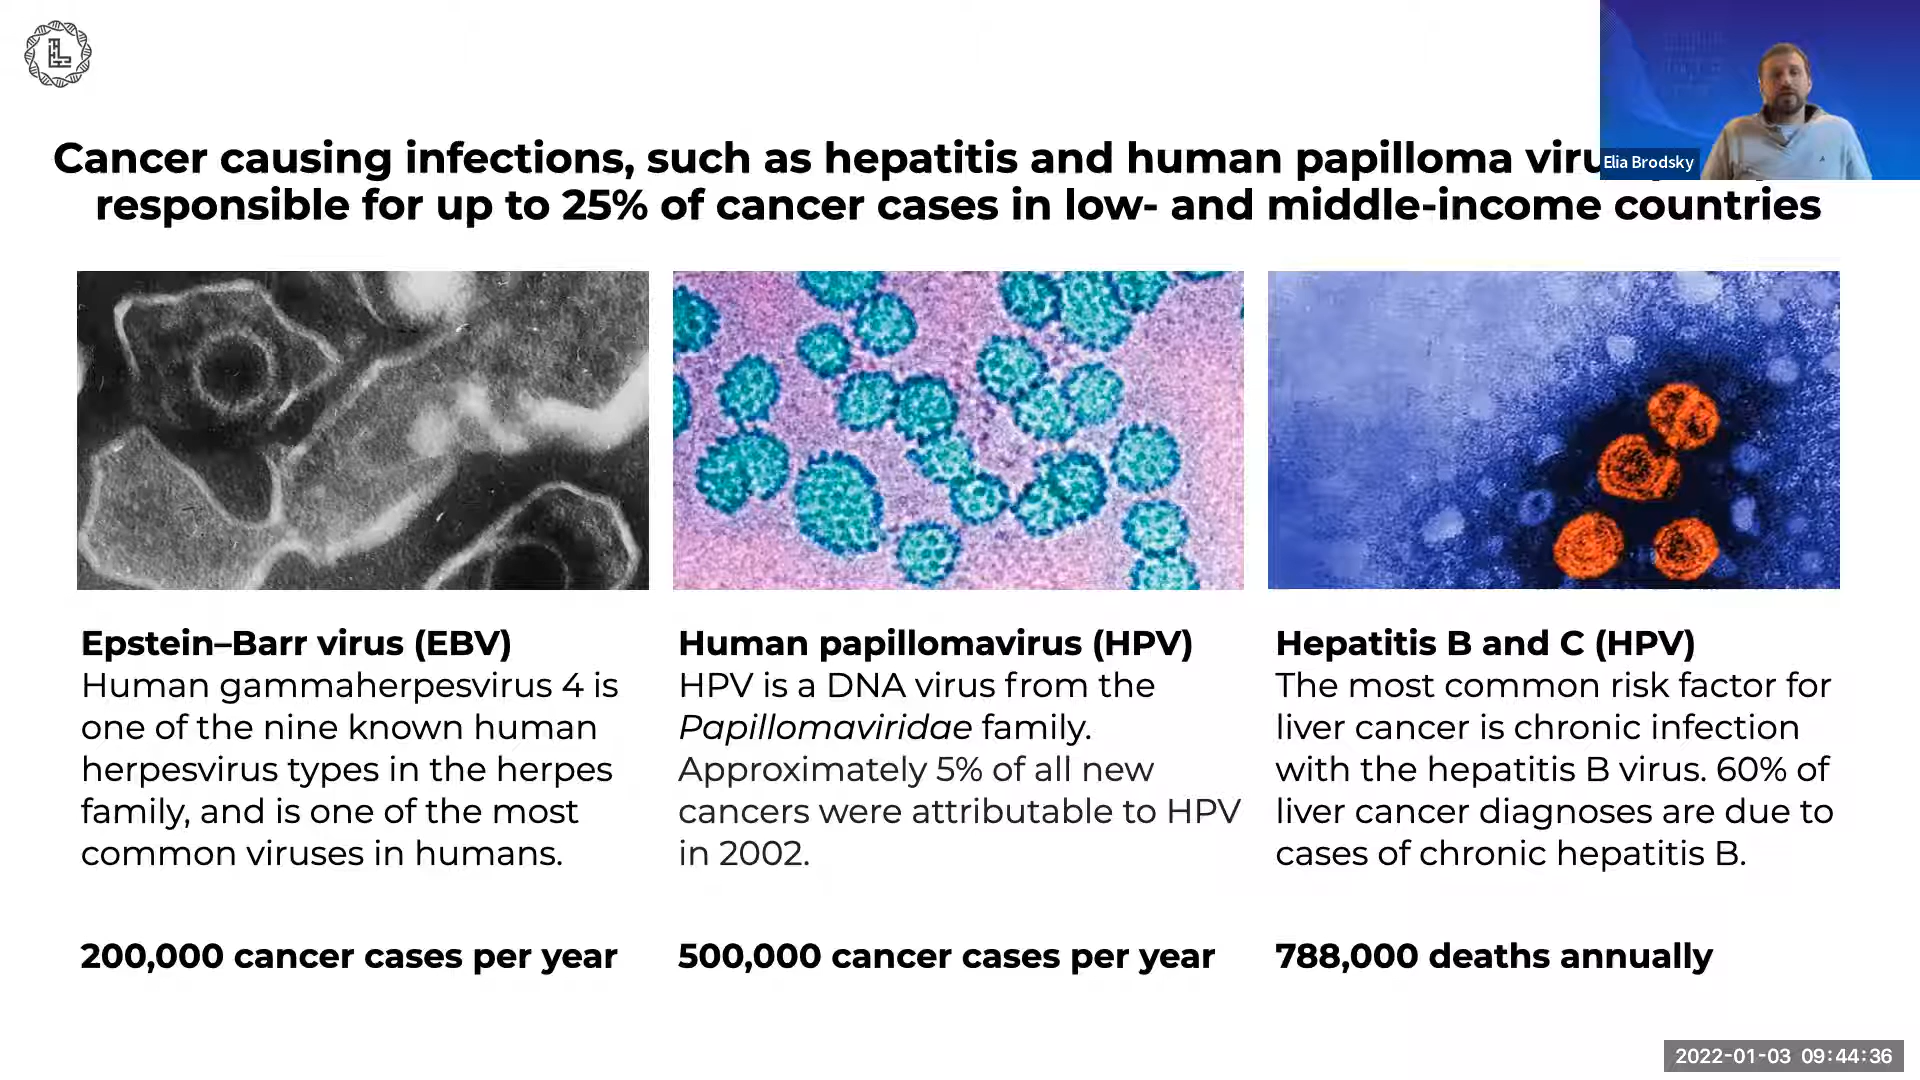 Cancer causing infections, such as hepatitis and human papilloma
responsible for up to 25% of cancer cases in low- and middle-income countries
Elia Brodsky
Epstein–Barr virus (EBV)
Human gammaherpesvirus 4 is
one of the nine known human
herpesvirus types in the herpes
family, and is one of the most
common viruses in humans.
200,000 cancer cases per year
Human papillomavirus (HPV)
HPV is a DNA virus from the
Papillomaviridae family.
Approximately 5% of all new
cancers were attributable to HPV
in 2002.
500,000 cancer cases per year
Hepatitis B and C (HPV)
The most common risk factor for
liver cancer is chronic infection
with the hepatitis B virus. 60% of
liver cancer diagnoses are due to
cases of chronic hepatitis B.
788,000 deaths annually
2022-01-03 09:44:36